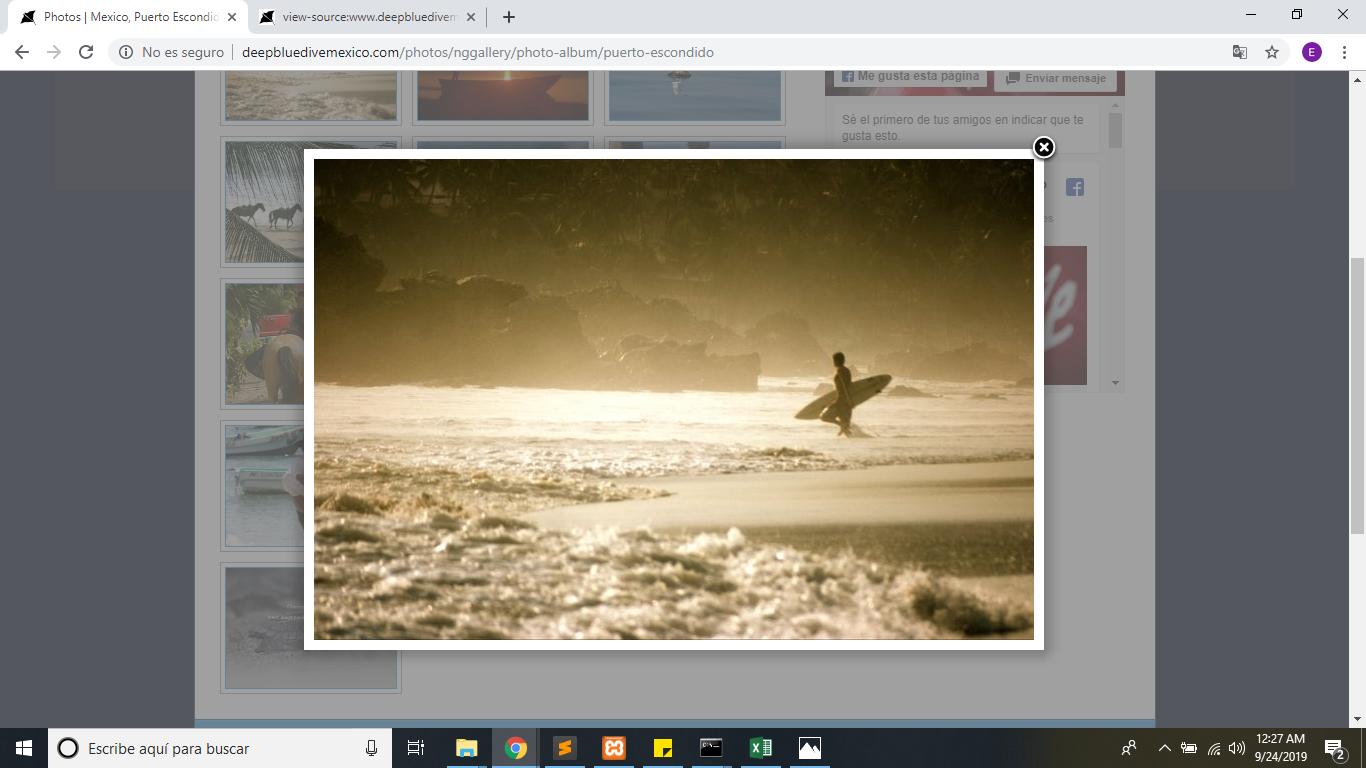 Photos | Mexico, Puerto Escondid
view-source:www.deepbluedivem
No es seguro
deepbluedivemexico.com/photos/nggallery/photo-album/puerto-escondido
E
Me gusta esta página
Enviar mensaje
Sé el primero de tus amigos en indicar que te
gusta esto.
es
Escribe aquí para buscar
12:27 AM
9/24/2019
2